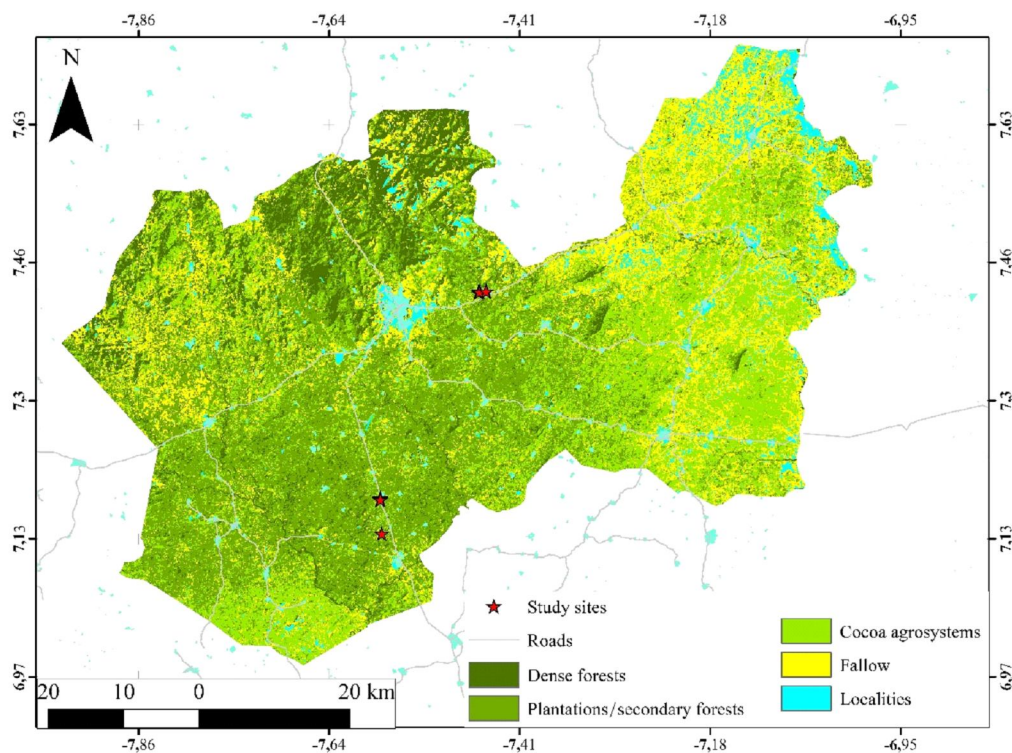 -7,86 -7,64 -7,41 -7,18 -6,95
N
7,63 7,63
7,46 7,46
7,3 7,3
7,13 7,13
6,97 6,97
Study sites
Roads
Dense forests
Plantations/secondary forests
Cocoa agrosystems
Fallow
Localities
20 10 0 20 km
-7,86 -7,64 -7,41 -7,18 -6,95